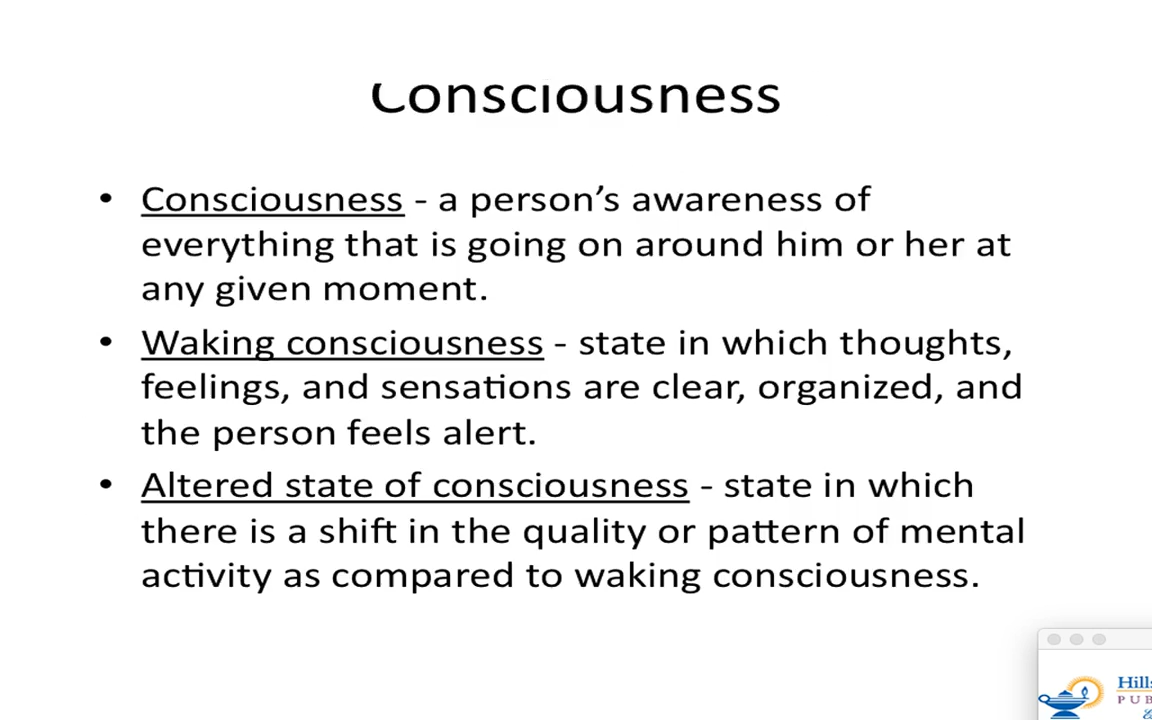 Consciousness
• Consciousness - a person’s awareness of
everything that is going on around him or her at
any given moment.
• Waking consciousness - state in which thoughts,
feelings, and sensations are clear, organized, and
the person feels alert.
• Altered state of consciousness - state in which
there is a shift in the quality or pattern of mental
activity as compared to waking consciousness.